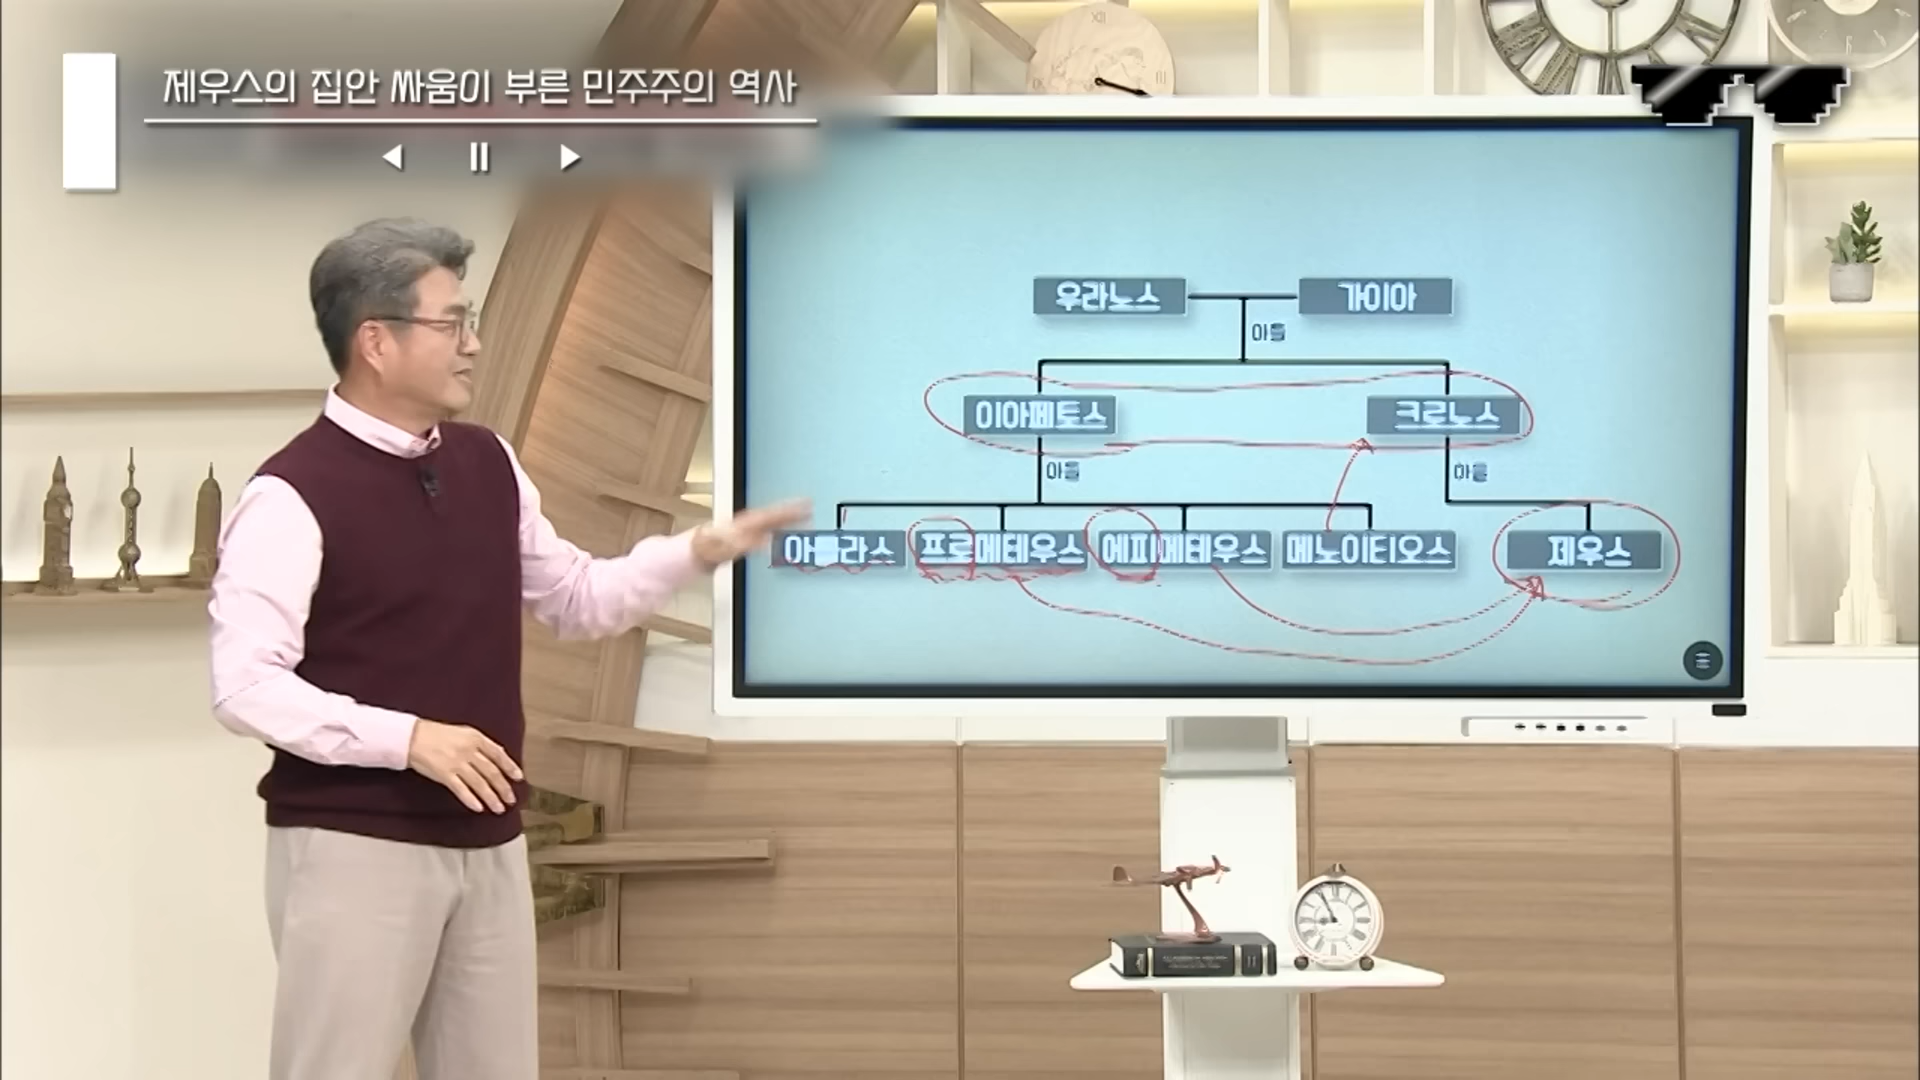 제우스의 집안 싸움이 부른 민주주의 역사
우라노스 가이아
아들
이아페토스 크로노스
아들 아들
아틀라스 프로메테우스 에피메테우스 메노이티오스 제우스